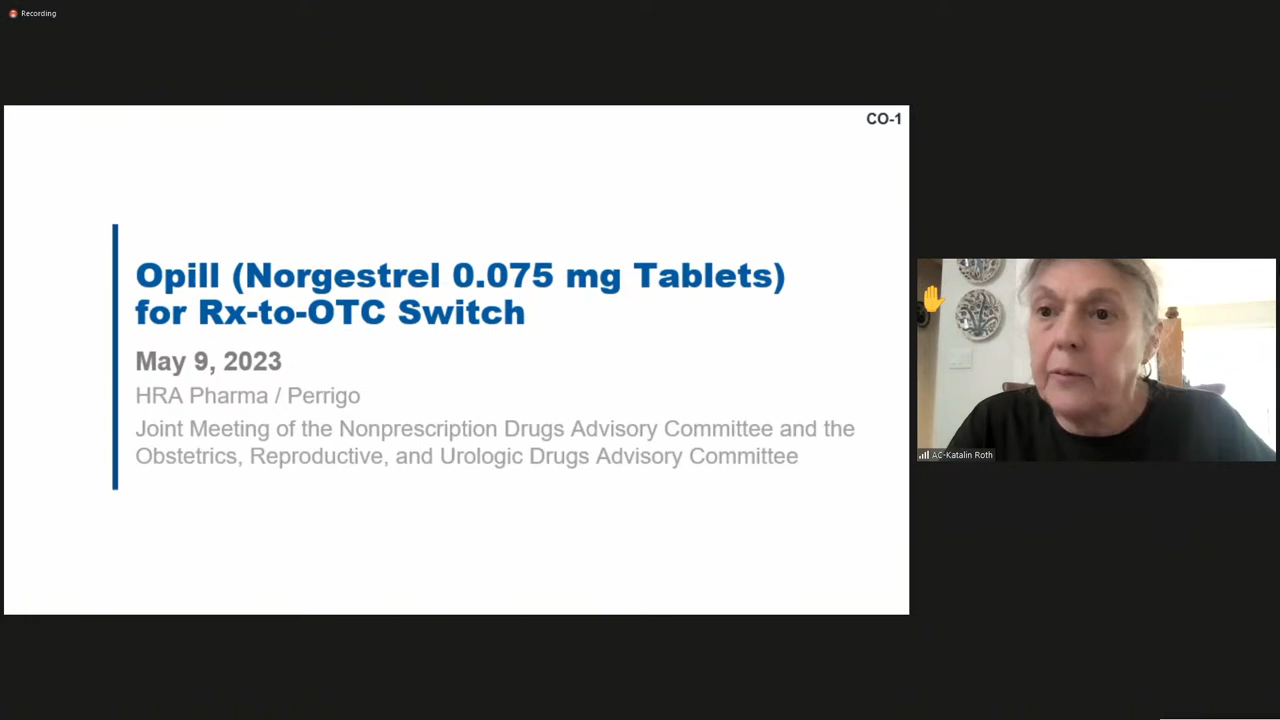 Recording
CO-1
Opill (Norgestrel 0.075 mg Tablets)
for Rx-to-OTC Switch
May 9, 2023
HRA Pharma / Perrigo
Joint Meeting of the Nonprescription Drugs Advisory Committee and the
Obstetrics, Reproductive, and Urologic Drugs Advisory Committee
AC-Katalin Roth